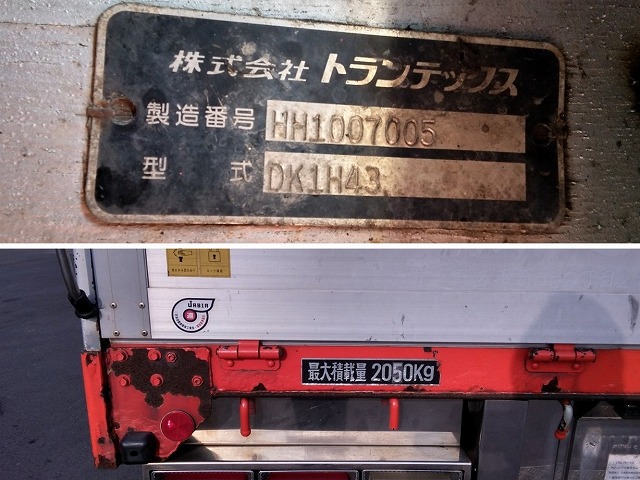 株式会社 トランテックス
製造番号 HH1007005
型式 DK1H43
JABIA
最大積載量 2050Kg